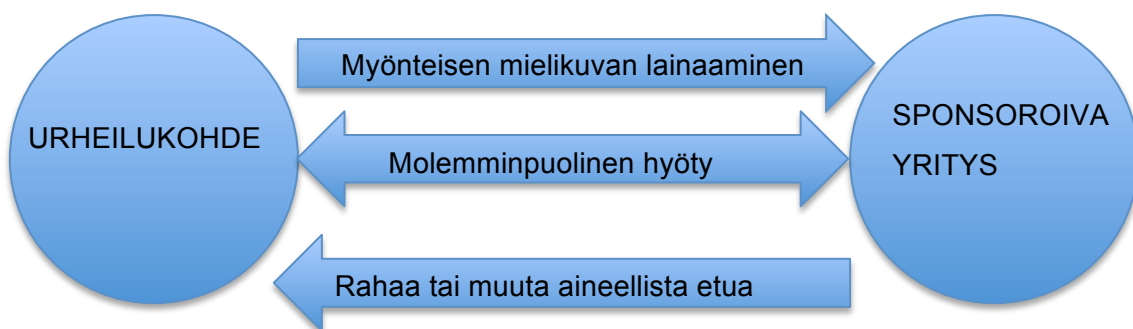 Myönteisen mielikuvan lainaaminen
URHEILUKOHDE
SPONSOROIVA
YRITYS
Molemminpuolinen hyöty
Rahaa tai muuta aineellista etua